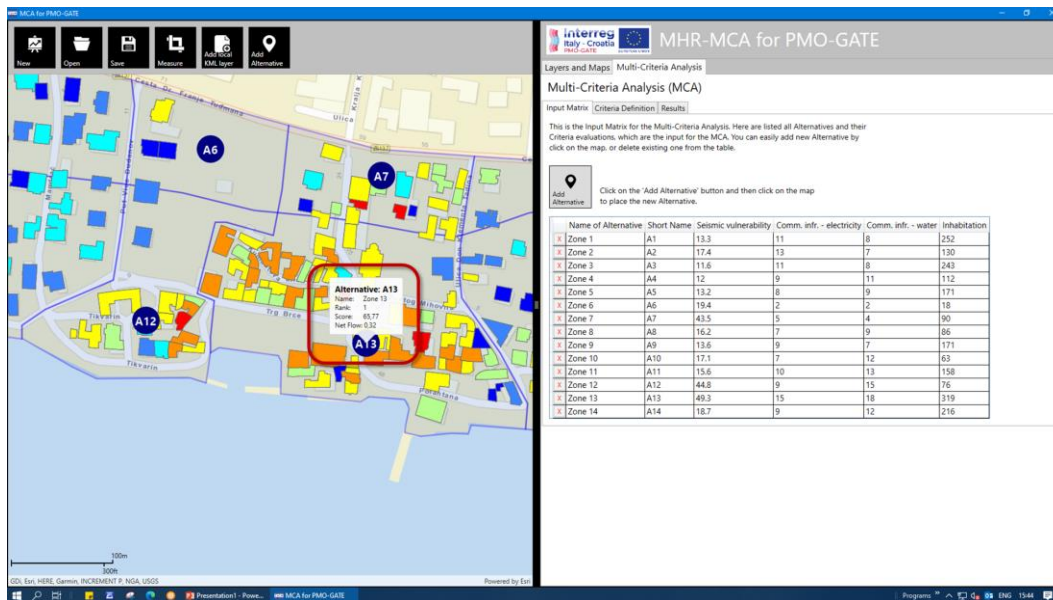 MCA for PMO-GATE
New
Open
Save
Measure
Add local
KML layer
Add
Alternative
Ulica
Kralja
A6
A7
Alternative: A13
Name: Zone 13
Rank: 1
Score: 65,77
Net Flow: 0,32
Trg Brce
Tikvarin
A12
A13
Tikvarin
Porantana
100m
300ft
GDi, Esri, HERE, Garmin, INCREMENT P, NGA, USGS
Powered by Esri
Interreg
Italy - Croatia
PMO-GATE
MHR-MCA for PMO-GATE
Layers and Maps Multi-Criteria Analysis
Multi-Criteria Analysis (MCA)
Input Matrix Criteria Definition Results
This is the Input Matrix for the Multi-Criteria Analysis. Here are listed all Alternatives and their
Criteria evaluations, which are the input for the MCA. You can easily add new Alternative by
click on the map, or delete existing one from the table.
Add
Alternative
Click on the 'Add Alternative' button and then click on the map
to place the new Alternative.
Name of Alternative Short Name Seismic vulnerability Comm. infr. - electricity Comm. infr. - water Inhabitation
X Zone 1 A1 13.3 11 8 252
X Zone 2 A2 17.4 13 7 130
X Zone 3 A3 11.6 11 8 243
X Zone 4 A4 12 9 11 112
X Zone 5 A5 13.2 8 9 171
X Zone 6 A6 19.4 2 2 18
X Zone 7 A7 43.5 5 4 90
X Zone 8 A8 16.2 7 9 86
X Zone 9 A9 13.6 9 7 171
X Zone 10 A10 17.1 7 12 63
X Zone 11 A11 15.6 10 13 158
X Zone 12 A12 44.8 9 15 76
X Zone 13 A13 49.3 15 18 319
X Zone 14 A14 18.7 9 12 216
Presentation1 - Powe... MCA for PMO-GATE
Programs ENG 15:44